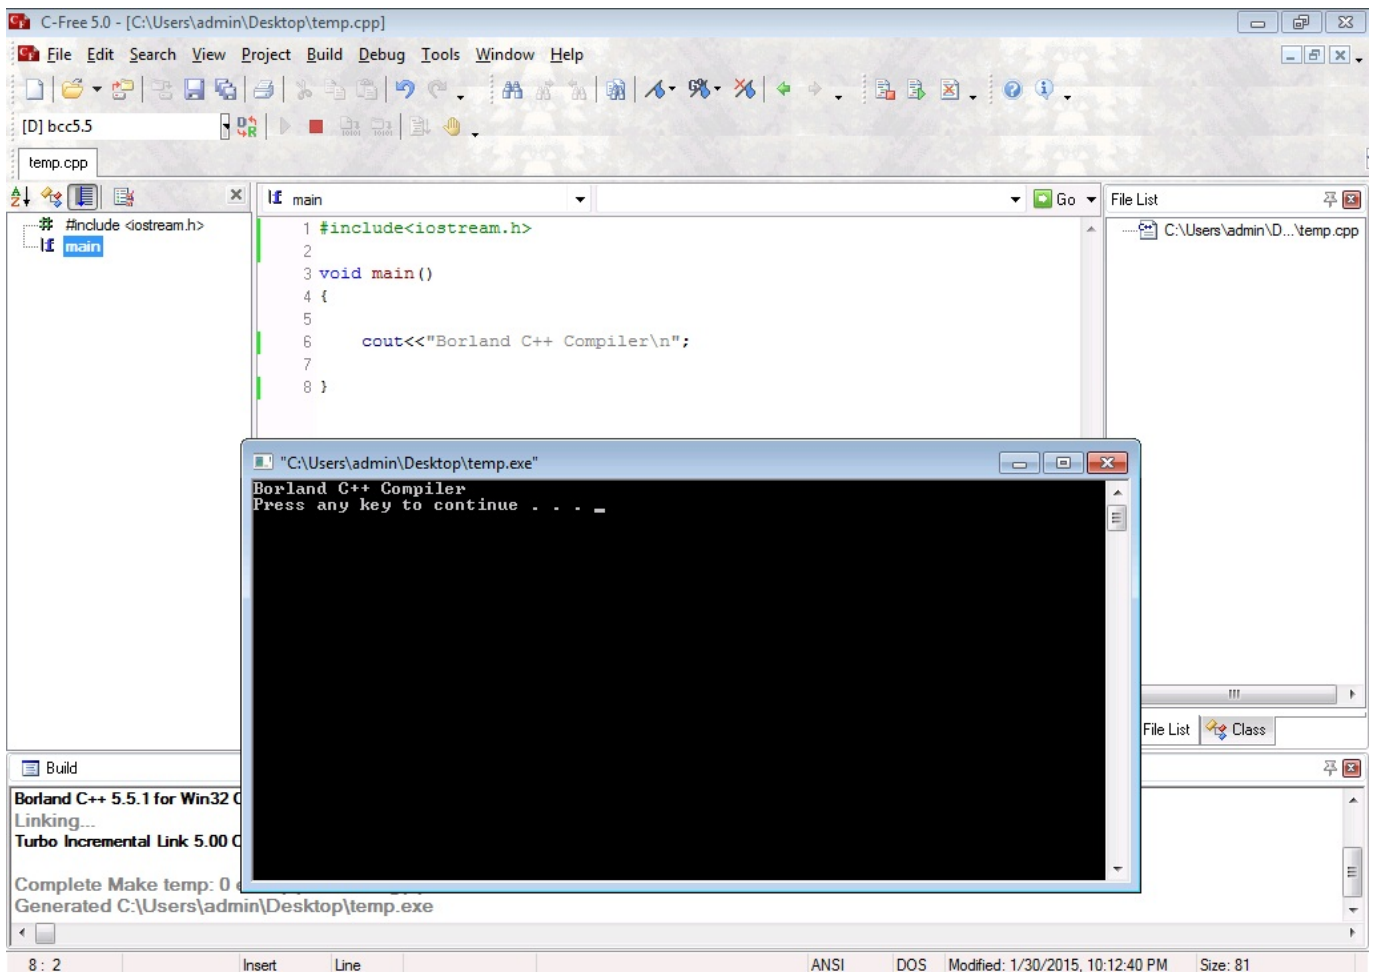 C-Free 5.0 - [C:\Users\admin\Desktop\temp.cpp]
File Edit Search View Project Build Debug Tools Window Help
[D] bcc5.5
temp.cpp
main
Go
File List
#include <iostream.h>
main
C:\Users\admin\D...\temp.cpp
1 #include<iostream.h>
2
3 void main()
4 {
5
6 cout<<"Borland C++ Compiler\n";
7
8 }
"C:\Users\admin\Desktop\temp.exe"
Borland C++ Compiler
Press any key to continue . . . _
File List
Class
Build
Borland C++ 5.5.1 for Win32
Linking...
Turbo Incremental Link 5.00
Complete Make temp: 0
Generated C:\Users\admin\Desktop\temp.exe
8: 2 Insert Line ANSI DOS Modified: 1/30/2015, 10:12:40 PM Size: 81